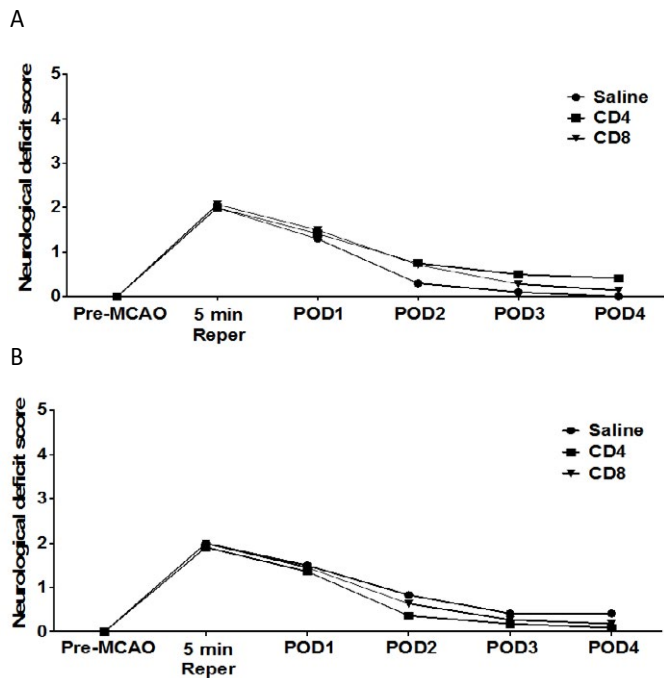 A
Neurological deficit score
5
4
3
2
1
0
Saline
CD4
CD8
Pre-MCAO
5 min
Reper
POD1
POD2
POD3
POD4
B
Neurological deficit score
5
4
3
2
1
0
Saline
CD4
CD8
Pre-MCAO
5 min
Reper
POD1
POD2
POD3
POD4